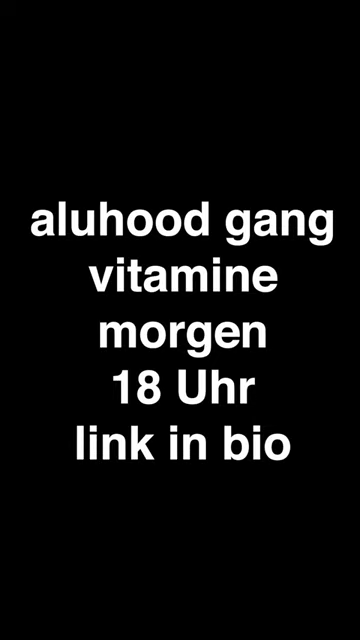 aluhood gang
vitamine
morgen
18 Uhr
link in bio